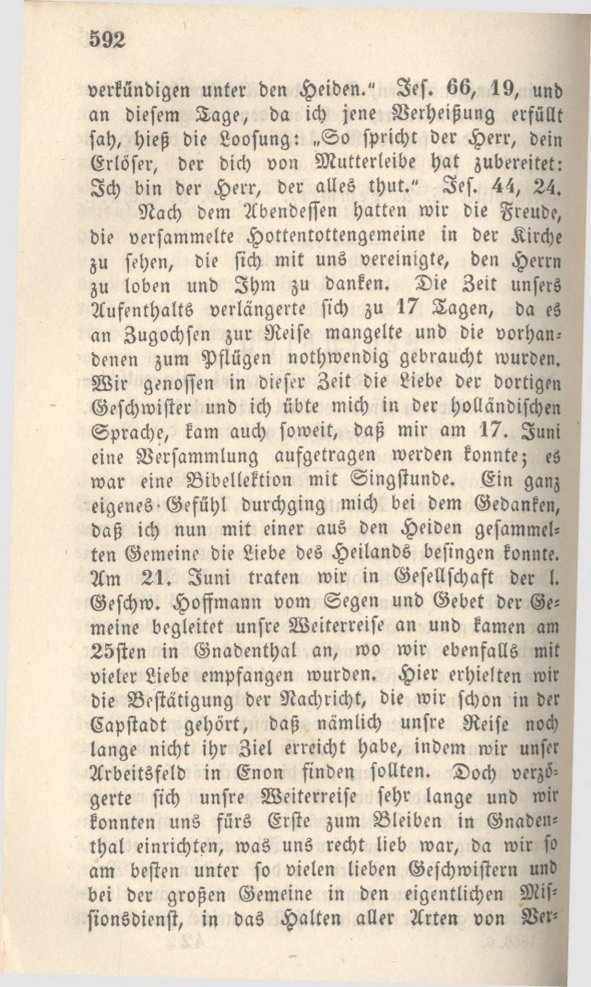 592
verkündigen unter den Heiden." Jes. 66, 19, und
an diesem Tage, da ich jene Verheißung erfüllt
sah, hieß die Loosung: „So spricht der Herr, dein
Erlöser, der dich von Mutterleibe hat zubereitet:
Ich bin der Herr, der alles thut." Jes. 44, 24.
Nach dem Abendessen hatten wir die Freude,
die versammelte Hottentottengemeine in der Kirche
zu sehen, die sich mit uns vereinigte, den Herrn
zu loben und Ihm zu danken. Die Zeit unsers
Aufenthalts verlängerte sich zu 17 Tagen, da es
an Zugochsen zur Reise mangelte und die vorhan-
denen zum Pflügen nothwendig gebraucht wurden.
Wir genossen in dieser Zeit die Liebe der dortigen
Geschwister und ich übte mich in der holländischen
Sprache, kam auch soweit, daß mir am 17. Juni
eine Versammlung aufgetragen werden konnte; es
war eine Bibellektion mit Singstunde. Ein ganz
eigenes Gefühl durchging mich bei dem Gedanken,
daß ich nun mit einer aus den Heiden gesammel-
ten Gemeine die Liebe des Heilands besingen konnte.
Am 21. Juni traten wir in Gesellschaft der l.
Geschw. Hoffmann vom Segen und Gebet der Ge-
meine begleitet unsre Weiterreise an und kamen am
25sten in Gnadenthal an, wo wir ebenfalls mit
vieler Liebe empfangen wurden. Hier erhielten wir
die Bestätigung der Nachricht, die wir schon in der
Capstadt gehört, daß nämlich unsre Reise noch
lange nicht ihr Ziel erreicht habe, indem wir unser
Arbeitsfeld in Enon finden sollten. Doch verzö-
gerte sich unsre Weiterreise sehr lange und wir
konnten uns fürs Erste zum Bleiben in Gnaden-
thal einrichten, was uns recht lieb war, da wir so
am besten unter so vielen lieben Geschwistern und
bei der großen Gemeine in den eigentlichen Mis-
sionsdienst, in das Halten aller Arten von Ver-